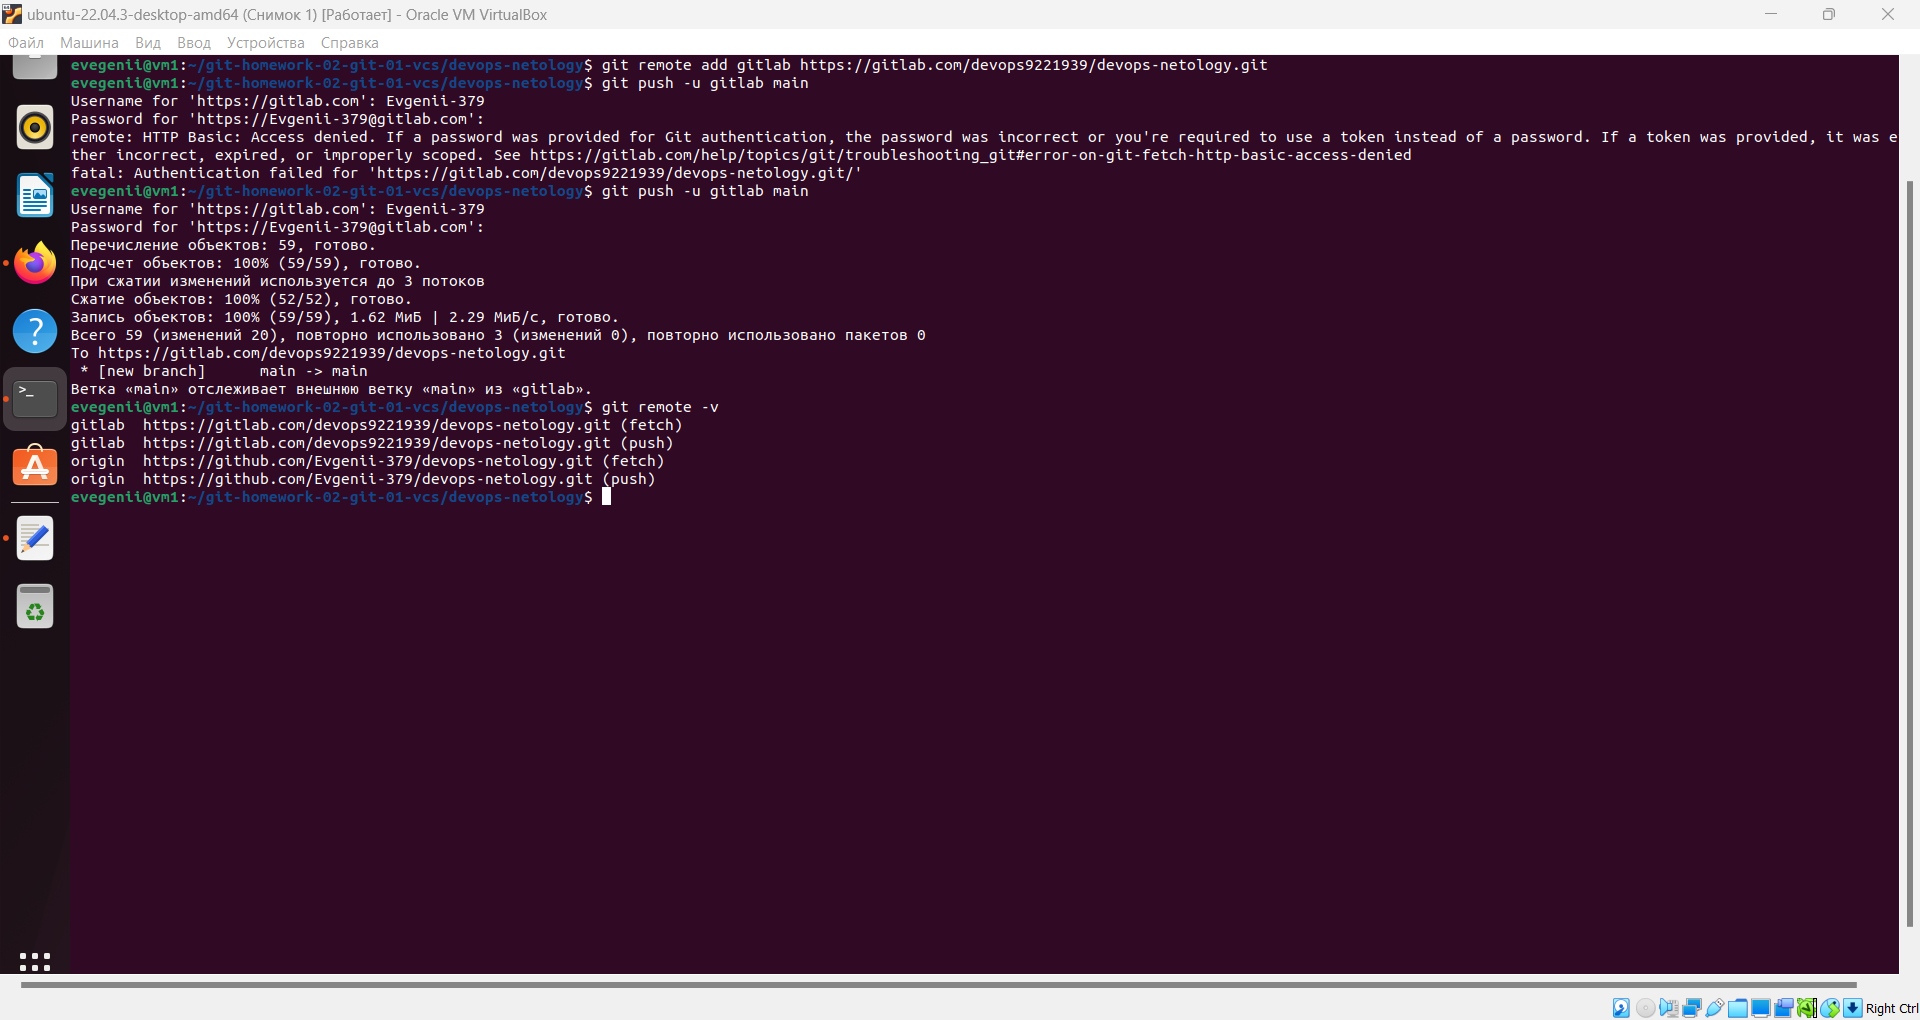 ubuntu-22.04.3-desktop-amd64 (Снимок 1) [Работает] - Oracle VM VirtualBox
Файл Машина Вид Ввод Устройства Справка
evegenii@vm1:~/git-homework-02-git-01-vcs/devops-netology$ git remote add gitlab https://gitlab.com/devops9221939/devops-netology.git
evegenii@vm1:~/git-homework-02-git-01-vcs/devops-netology$ git push -u gitlab main
Username for 'https://gitlab.com': Evgenii-379
Password for 'https://Evgenii-379@gitlab.com':
remote: HTTP Basic: Access denied. If a password was provided for Git authentication, the password was incorrect or you're required to use a token instead of a password. If a token was provided, it was e
ther incorrect, expired, or improperly scoped. See https://gitlab.com/help/topics/git/troubleshooting_git#error-on-git-fetch-http-basic-access-denied
fatal: Authentication failed for 'https://gitlab.com/devops9221939/devops-netology.git/'
evegenii@vm1:~/git-homework-02-git-01-vcs/devops-netology$ git push -u gitlab main
Username for 'https://gitlab.com': Evgenii-379
Password for 'https://Evgenii-379@gitlab.com':
Перечисление объектов: 59, готово.
Подсчет объектов: 100% (59/59), готово.
При сжатии изменений используется до 3 потоков
Сжатие объектов: 100% (52/52), готово.
Запись объектов: 100% (59/59), 1.62 МиБ | 2.29 МиБ/с, готово.
Всего 59 (изменений 20), повторно использовано 3 (изменений 0), повторно использовано пакетов 0
To https://gitlab.com/devops9221939/devops-netology.git
 * [new branch]      main -> main
Ветка «main» отслеживает внешнюю ветку «main» из «gitlab».
evegenii@vm1:~/git-homework-02-git-01-vcs/devops-netology$ git remote -v
gitlab  https://gitlab.com/devops9221939/devops-netology.git (fetch)
gitlab  https://gitlab.com/devops9221939/devops-netology.git (push)
origin  https://github.com/Evgenii-379/devops-netology.git (fetch)
origin  https://github.com/Evgenii-379/devops-netology.git (push)
evegenii@vm1:~/git-homework-02-git-01-vcs/devops-netology$
Right Ctrl